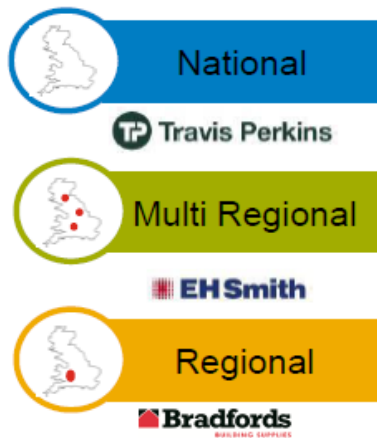 National
TP Travis Perkins
Multi Regional
EH Smith
Regional
Bradfords
BUILDING SUPPLIES